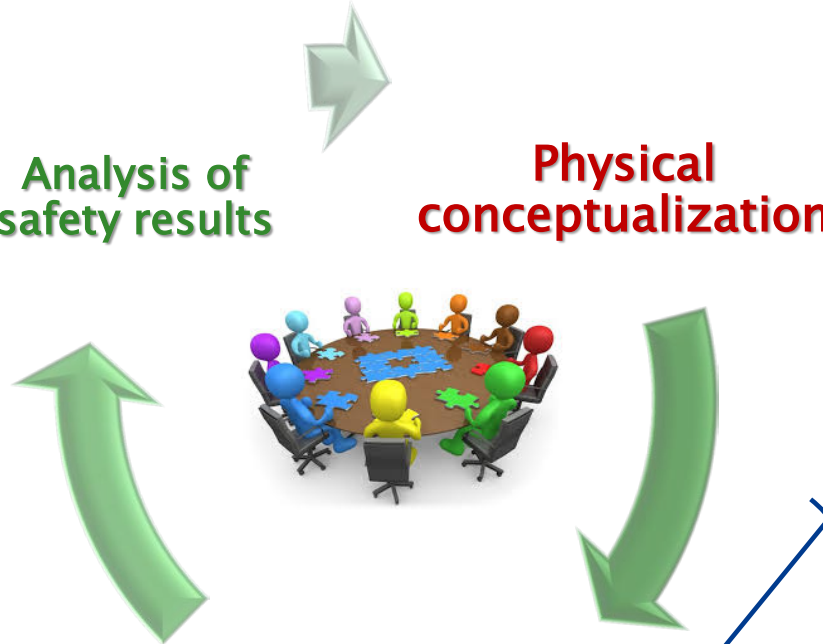 Analysis of
safety results
Physical
conceptualization